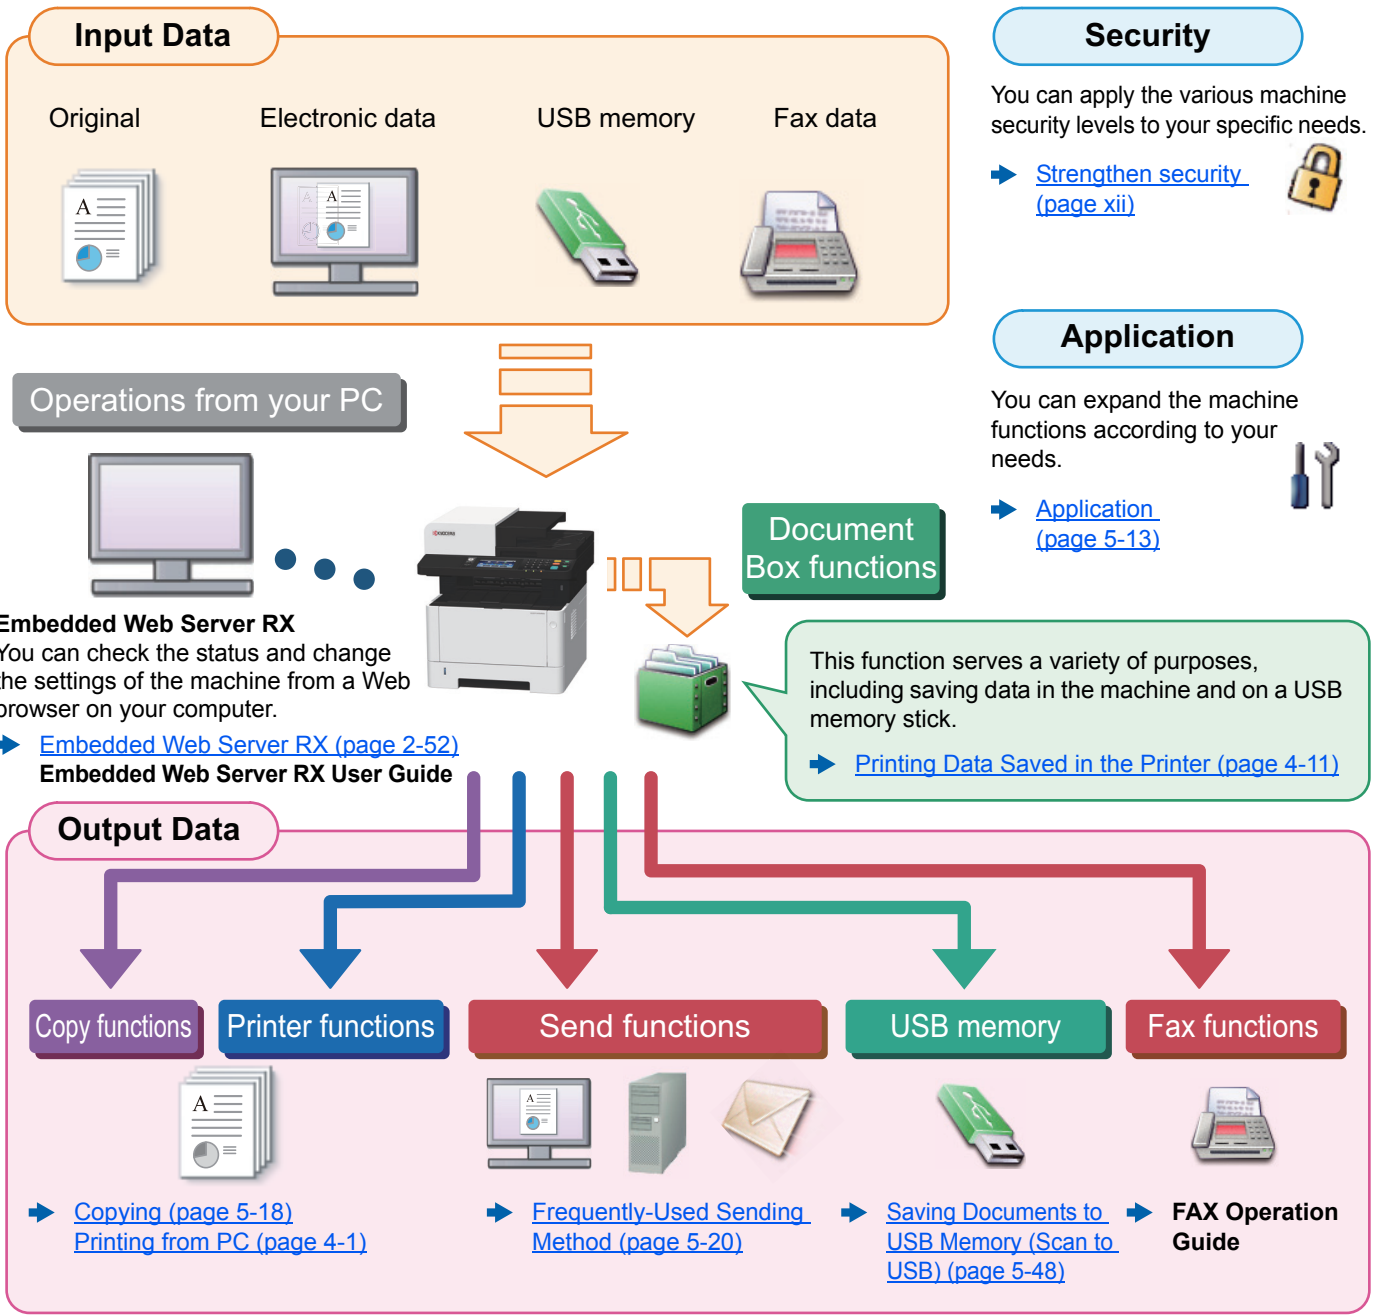 Input Data
Original
Electronic data
USB memory
Fax data
Security
You can apply the various machine
security levels to your specific needs.
Strengthen security
(page xii)
Application
You can expand the machine
functions according to your
needs.
Application
(page 5-13)
Operations from your PC
Embedded Web Server RX
You can check the status and change
the settings of the machine from a Web
browser on your computer.
Embedded Web Server RX (page 2-52)
Embedded Web Server RX User Guide
KYOCERA
Document
Box functions
This function serves a variety of purposes,
including saving data in the machine and on a USB
memory stick.
Printing Data Saved in the Printer (page 4-11)
Output Data
Copy functions
Printer functions
Send functions
USB memory
Fax functions
A
A
A
A
A
Copying (page 5-18)
Printing from PC (page 4-1)
Frequently-Used Sending
Method (page 5-20)
Saving Documents to
USB Memory (Scan to
USB) (page 5-48)
FAX Operation
Guide